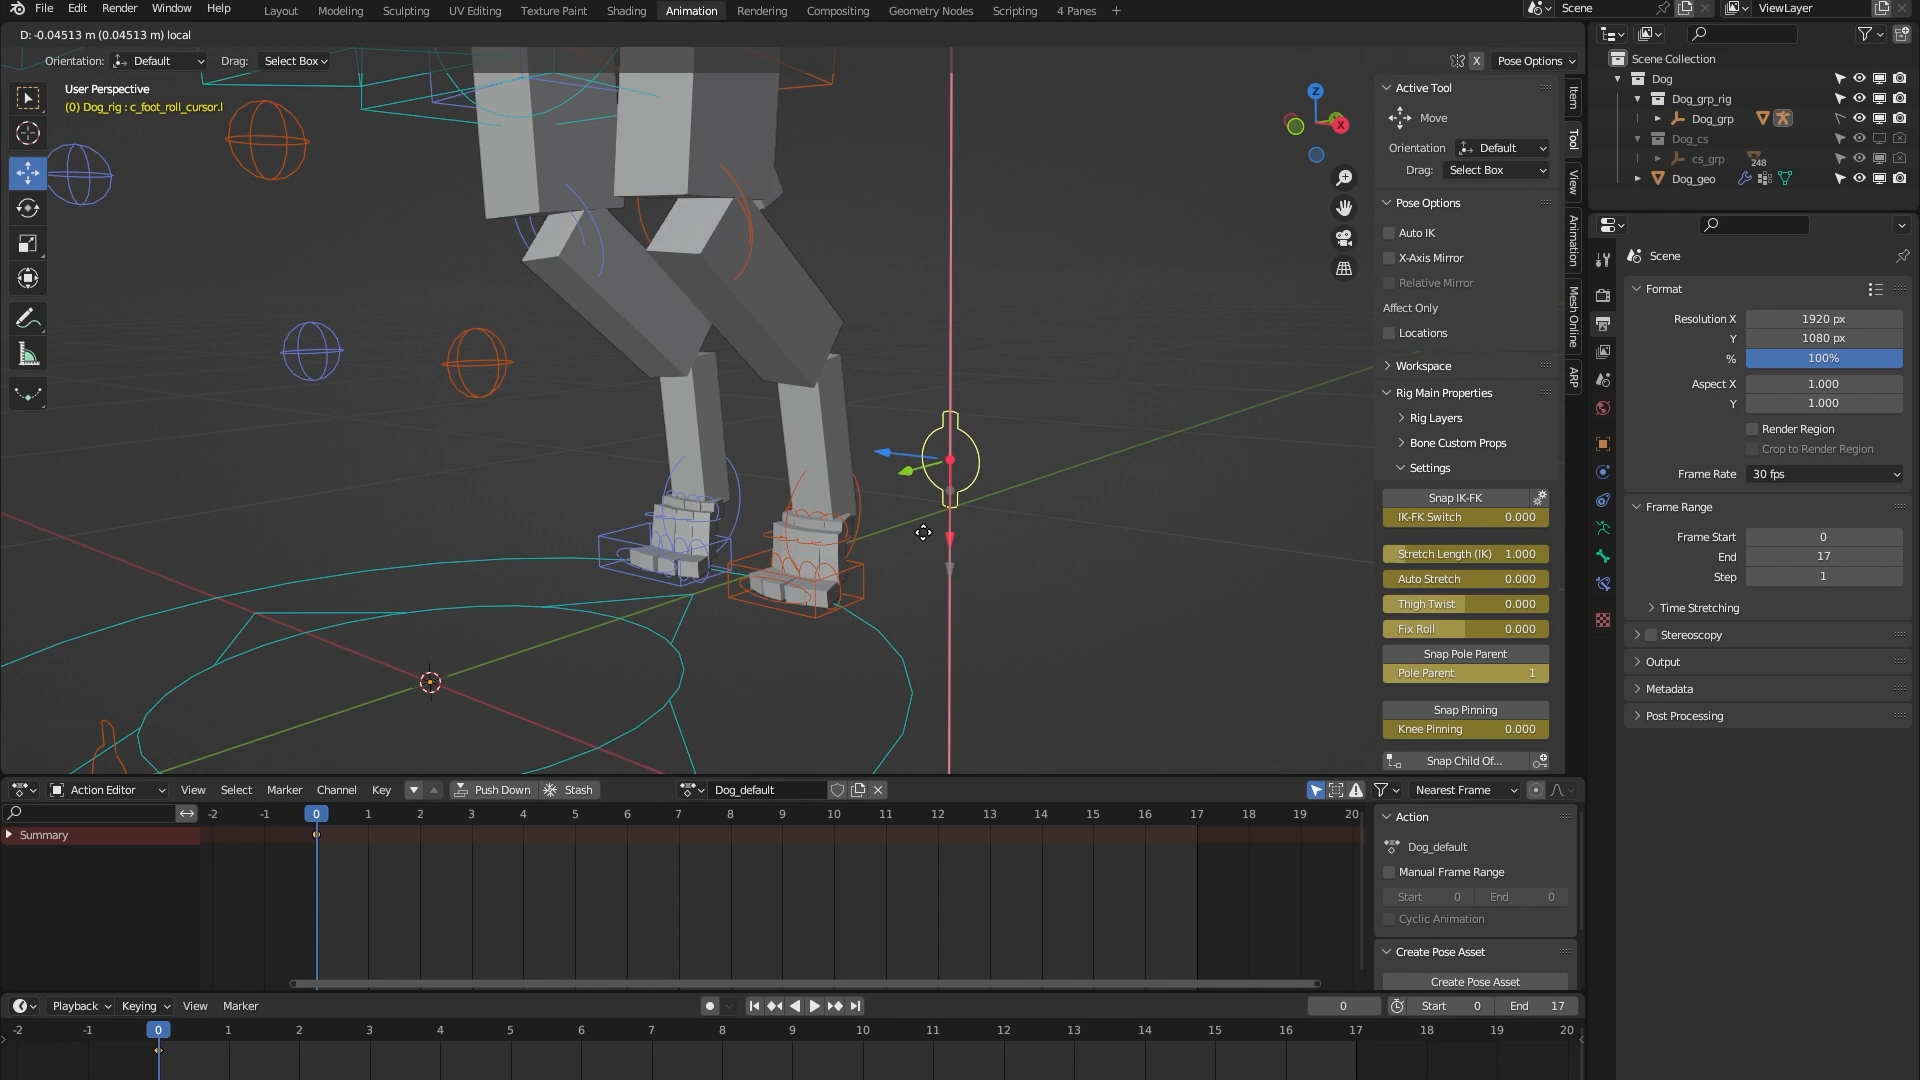 File Edit Render Window Help Layout Modeling Sculpting UV Editing Texture Paint Shading Animation Rendering Compositing Geometry Nodes Scripting 4 Panes + Scene ViewLayer
D: -0.04513 m (0.04513 m) local
Orientation: Default Drag: Select Box X Pose Options
User Perspective
(0) Dog_rig : c_foot_roll_cursor.l
Z
X
Active Tool
Move
Orientation Default
Drag: Select Box
Pose Options
Auto IK
X-Axis Mirror
Relative Mirror
Affect Only
Locations
Workspace
Rig Main Properties
Rig Layers
Bone Custom Props
Settings
Snap IK-FK
IK-FK Switch 0.000
Stretch Length (IK) 1.000
Auto Stretch 0.000
Thigh Twist 0.000
Fix Roll 0.000
Snap Pole Parent
Pole Parent 1
Snap Pinning
Knee Pinning 0.000
Snap Child Of...
Item
Tool
View
Animation
Mesh Online
ARP
Scene Collection
Dog
Dog_grp_rig
Dog_grp
Dog_cs
cs_grp 248
Dog_geo
Scene
Format
Resolution X 1920 px
Y 1080 px
% 100%
Aspect X 1.000
Y 1.000
Render Region
Crop to Render Region
Frame Rate 30 fps
Frame Range
Frame Start 0
End 17
Step 1
Time Stretching
Stereoscopy
Output
Metadata
Post Processing
Action Editor View Select Marker Channel Key Push Down Stash Dog_default Nearest Frame
-2 -1 0 1 2 3 4 5 6 7 8 9 10 11 12 13 14 15 16 17 18 19 20
Summary
Action
Dog_default
Manual Frame Range
Start 0 End 0
Cyclic Animation
Create Pose Asset
Create Pose Asset
Playback Keying View Marker 0 Start 0 End 17
-2 -1 0 1 2 3 4 5 6 7 8 9 10 11 12 13 14 15 16 17 18 19 20